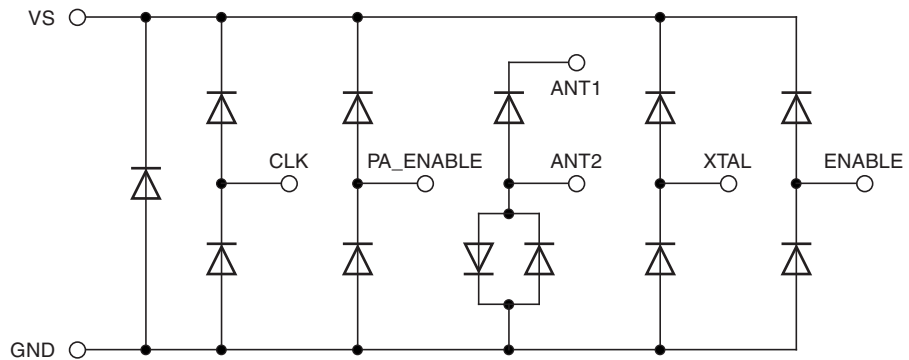 VS
ANT1
CLK
PA_ENABLE
ANT2
XTAL
ENABLE
GND